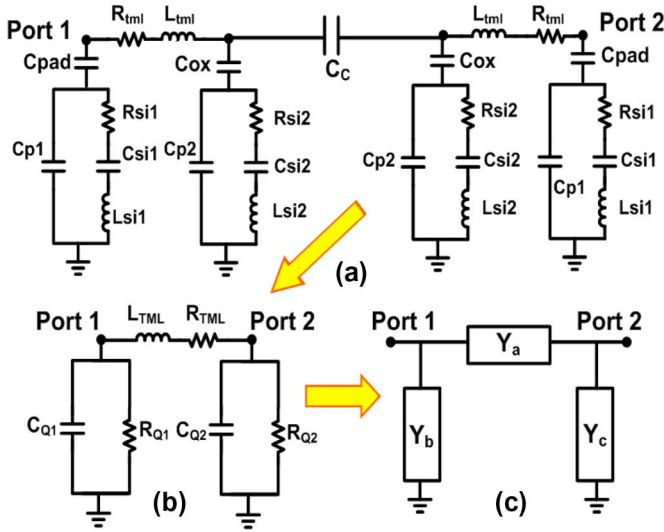 Port 1 Rtml Ltml Ltml Rtml Port 2
Cpad Cox CC Cox Cpad
Rsi1 Rsi2 Rsi2 Rsi1
Cp1 Csi1 Cp2 Csi2 Cp2 Csi2 Cp1 Csi1
Lsi1 Lsi2 Lsi2 Lsi1
(a)
Port 1 LTML RTML Port 2
CQ1 RQ1 CQ2 RQ2
(b)
Port 1 Port 2
Ya
Yb Yc
(c)